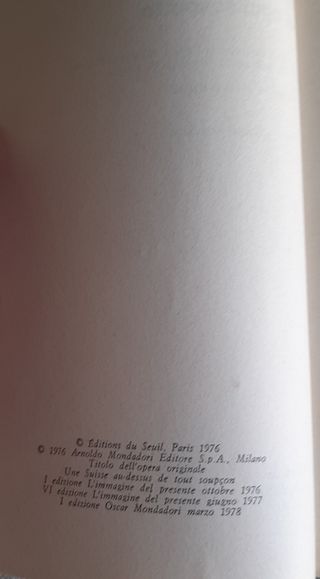 © Éditions du Seuil, Paris 1976
© 1976 Arnoldo Mondadori Editore S.p.A., Milano
Titolo dell'opera originale
Une Suisse au-dessus de tout soupçon
I edizione L'immagine del presente ottobre 1976
VI edizione L'immagine del presente giugno 1977
I edizione Oscar Mondadori marzo 1978